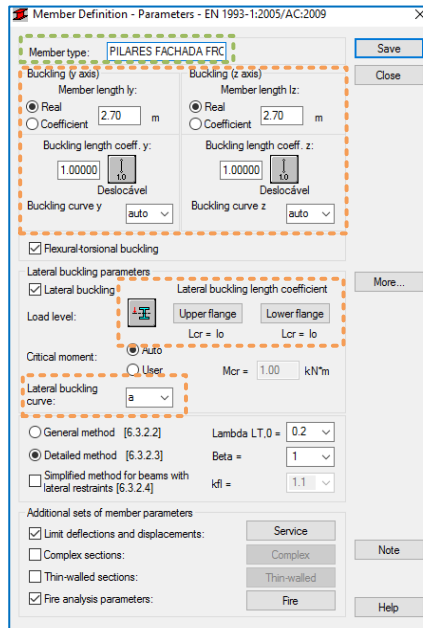 Member Definition - Parameters - EN 1993-1:2005/AC:2009
Member type: PILARES FACHADA FRC
Save
Close
Buckling (y axis) Buckling (z axis)
Member length ly: Member length lz:
Real Real
Coefficient 2.70 m Coefficient 2.70 m
Buckling length coeff. y: Buckling length coeff. z:
1.00000 1.0 1.00000 1.0
Deslocável Deslocável
Buckling curve y auto Buckling curve z auto
Flexural-torsional buckling
Lateral buckling parameters
Lateral buckling Lateral buckling length coefficient
More...
Load level: Upper flange Lower flange
Lcr = lo Lcr = lo
Critical moment: Auto
User Mcr = 1.00 kN*m
Lateral buckling
curve: a
General method [6.3.2.2] Lambda LT,0 = 0.2
Detailed method [6.3.2.3] Beta = 1
Simplified method for beams with
lateral restraints [6.3.2.4] kfl = 1.1
Additional sets of member parameters
Limit deflections and displacements: Service
Complex sections: Complex
Note
Thin-walled sections: Thin-walled
Fire analysis parameters: Fire
Help